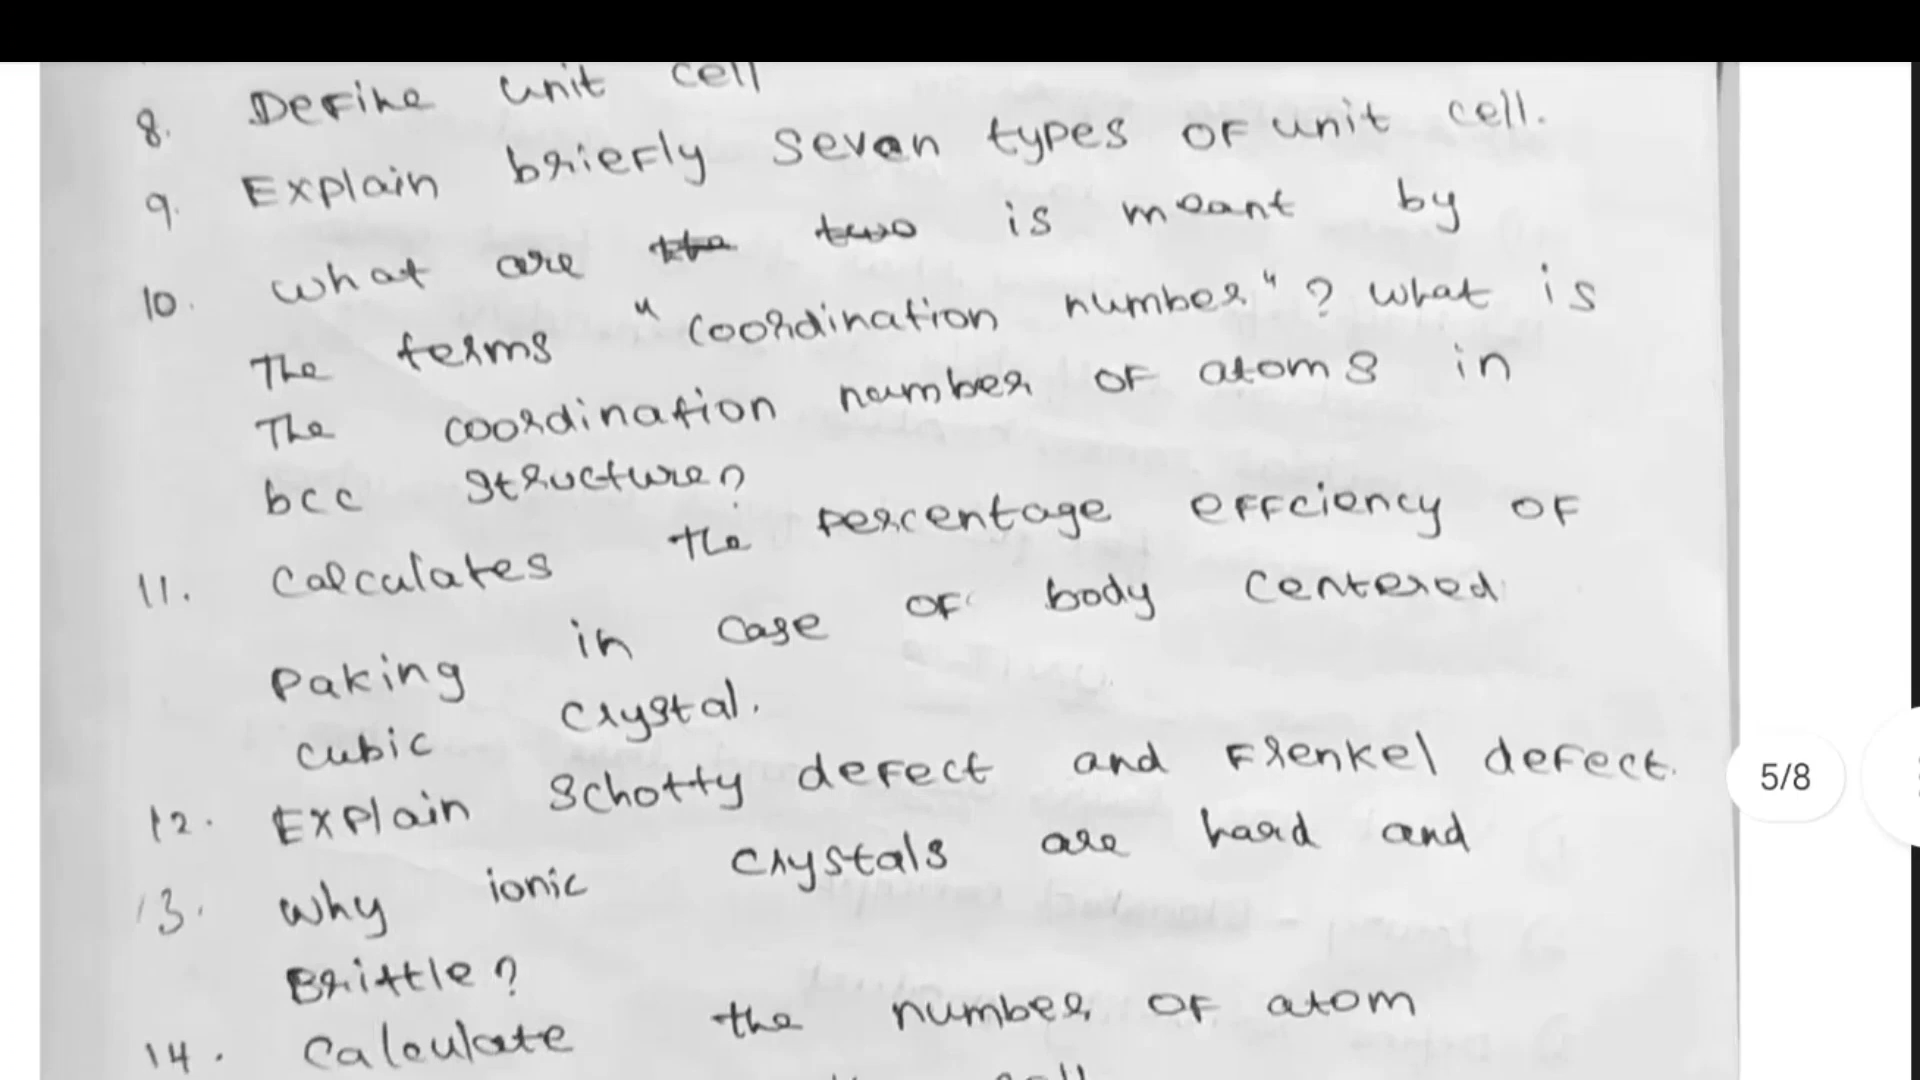 8. Define unit cell
9. Explain briefly seven types of unit cell.
10. what are the two is meant by
The terms "coordination number"? what is
The coordination number of atoms in
bcc structure?
11. calculates the percentage effciency of
Paking in case of body centered
cubic crystal.
12. Explain Schotty defect and Frenkel defect.
13. why ionic crystals are hard and
Brittle?
14. Calculate the number of atom
cell
5/8